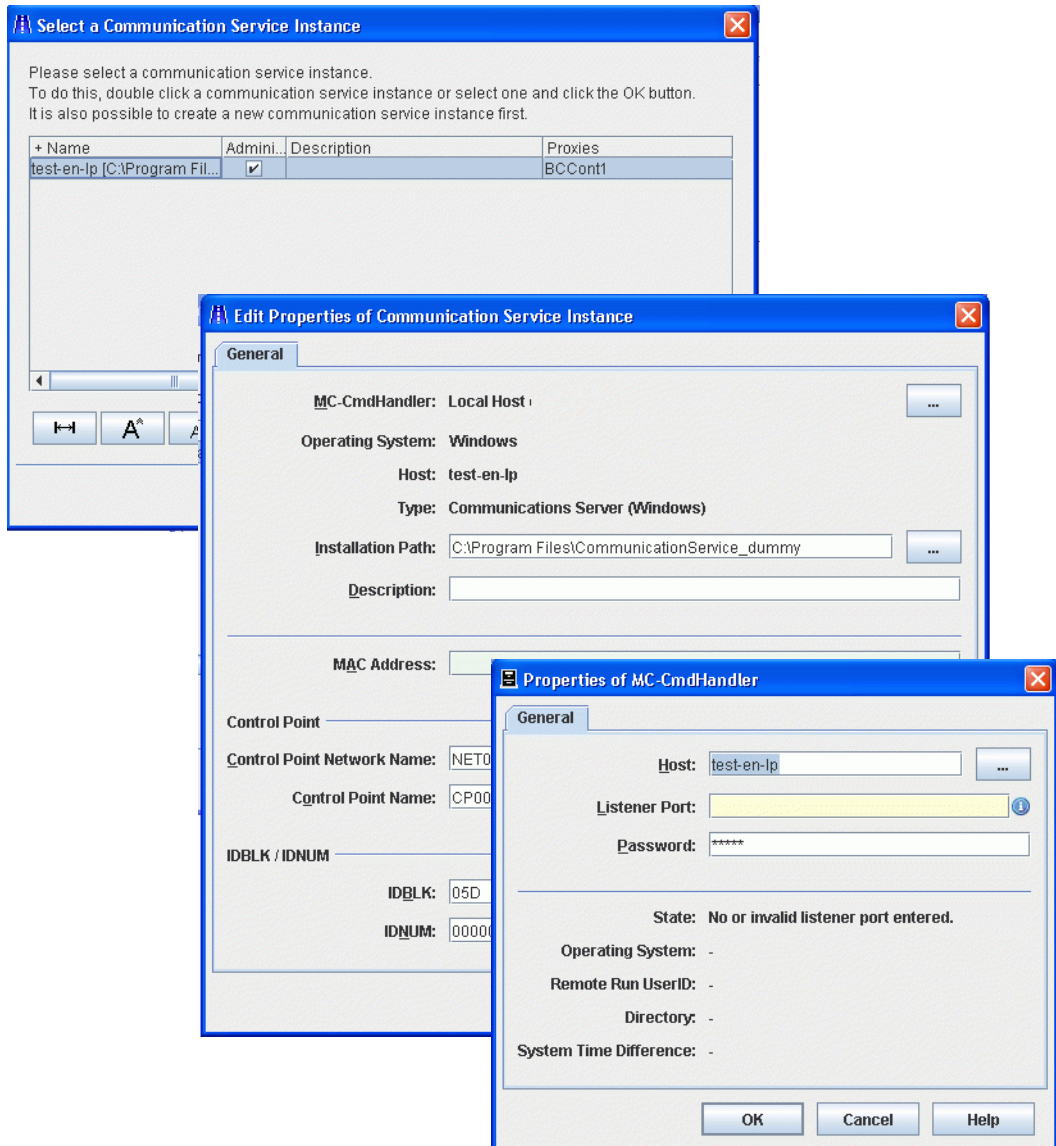 Select a Communication Service Instance
Please select a communication service instance.
To do this, double click a communication service instance or select one and click the OK button.
It is also possible to create a new communication service instance first.
+ Name Admini... Description Proxies
test-en-lp [C:\Program Fil... BCCont1
Edit Properties of Communication Service Instance
General
MC-CmdHandler: Local Host
...
Operating System: Windows
Host: test-en-lp
Type: Communications Server (Windows)
Installation Path: C:\Program Files\CommunicationService_dummy
...
Description:
MAC Address:
Control Point
Control Point Network Name: NET0
Control Point Name: CP00
IDBLK / IDNUM
IDBLK: 05D
IDNUM: 00000
Properties of MC-CmdHandler
General
Host: test-en-lp
...
Listener Port:
Password: *****
State: No or invalid listener port entered.
Operating System: -
Remote Run UserID: -
Directory: -
System Time Difference: -
OK Cancel Help